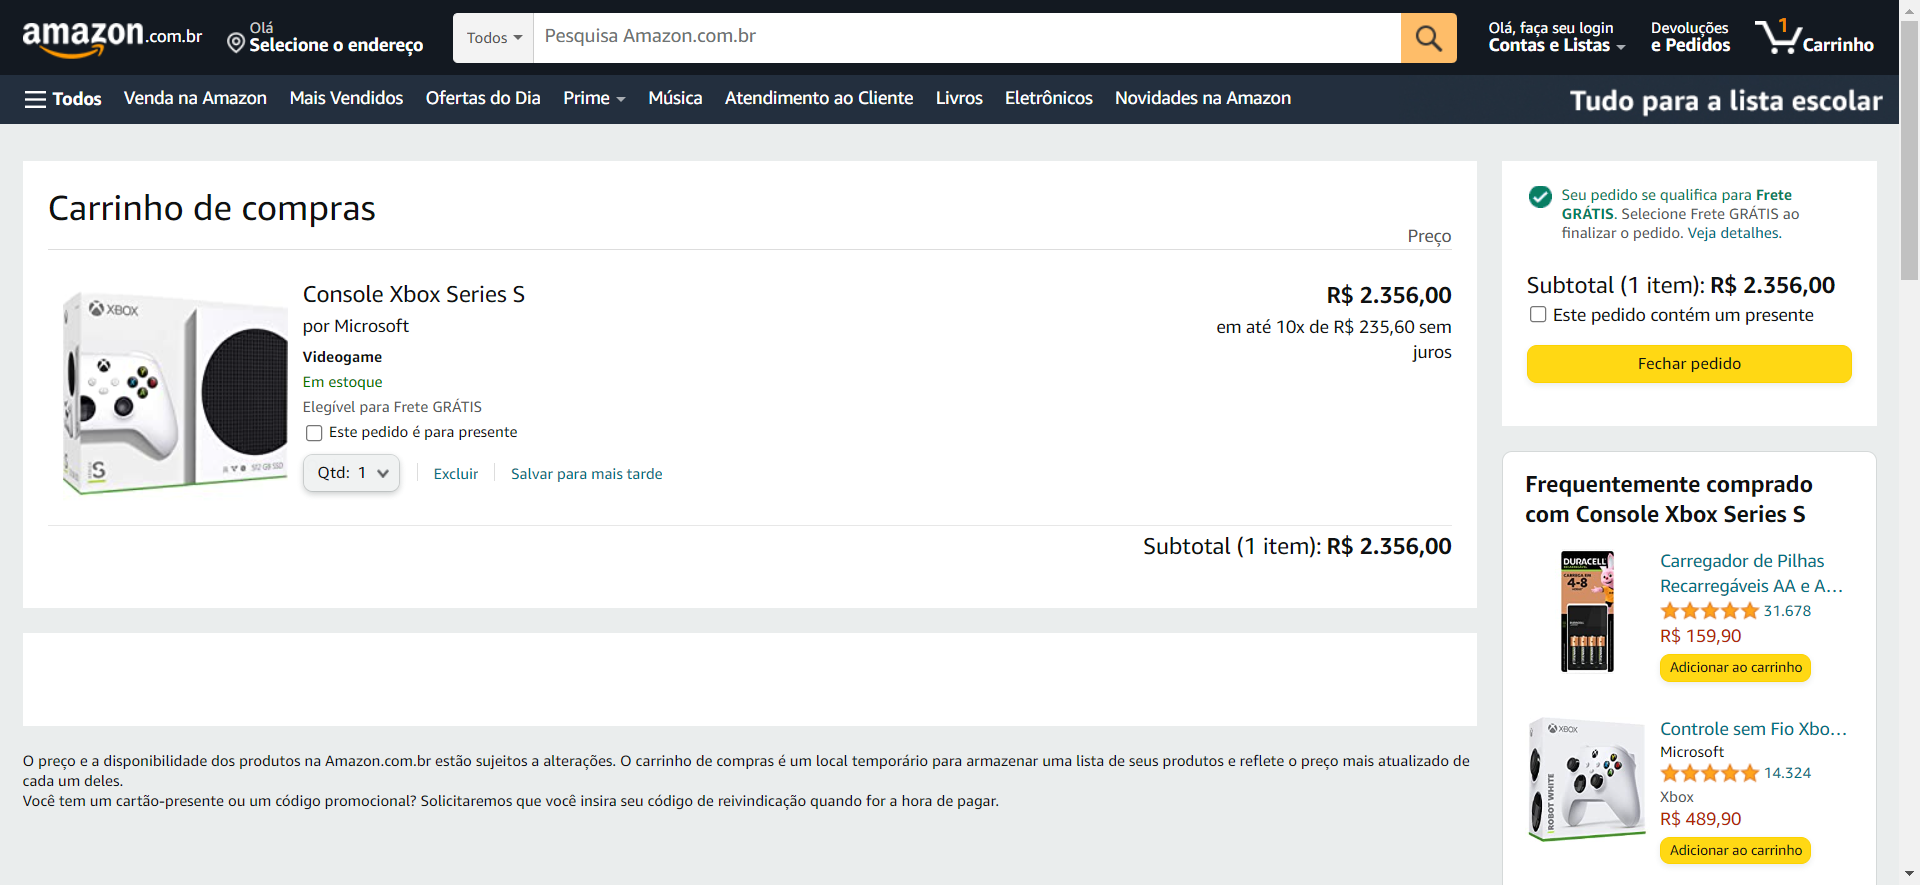 amazon.com.br
Olá
Selecione o endereço
Todos
Pesquisa Amazon.com.br
Olá, faça seu login
Contas e Listas
Devoluções
e Pedidos
1
Carrinho
Todos
Venda na Amazon
Mais Vendidos
Ofertas do Dia
Prime
Música
Atendimento ao Cliente
Livros
Eletrônicos
Novidades na Amazon
Tudo para a lista escolar
Carrinho de compras
Preço
XBOX
S
512 GB SSD
Console Xbox Series S
por Microsoft
Videogame
Em estoque
Elegível para Frete GRÁTIS
Este pedido é para presente
Qtd: 1
Excluir
Salvar para mais tarde
R$ 2.356,00
em até 10x de R$ 235,60 sem
juros
Subtotal (1 item): R$ 2.356,00
O preço e a disponibilidade dos produtos na Amazon.com.br estão sujeitos a alterações. O carrinho de compras é um local temporário para armazenar uma lista de seus produtos e reflete o preço mais atualizado de
cada um deles.
Você tem um cartão-presente ou um código promocional? Solicitaremos que você insira seu código de reivindicação quando for a hora de pagar.
Seu pedido se qualifica para Frete
GRÁTIS. Selecione Frete GRÁTIS ao
finalizar o pedido. Veja detalhes.
Subtotal (1 item): R$ 2.356,00
Este pedido contém um presente
Fechar pedido
Frequentemente comprado
com Console Xbox Series S
DURACELL
4-8
Carregador de Pilhas
Recarregáveis AA e A…
31.678
R$ 159,90
Adicionar ao carrinho
XBOX
ROBOT WHITE
Controle sem Fio Xbo…
Microsoft
14.324
Xbox
R$ 489,90
Adicionar ao carrinho